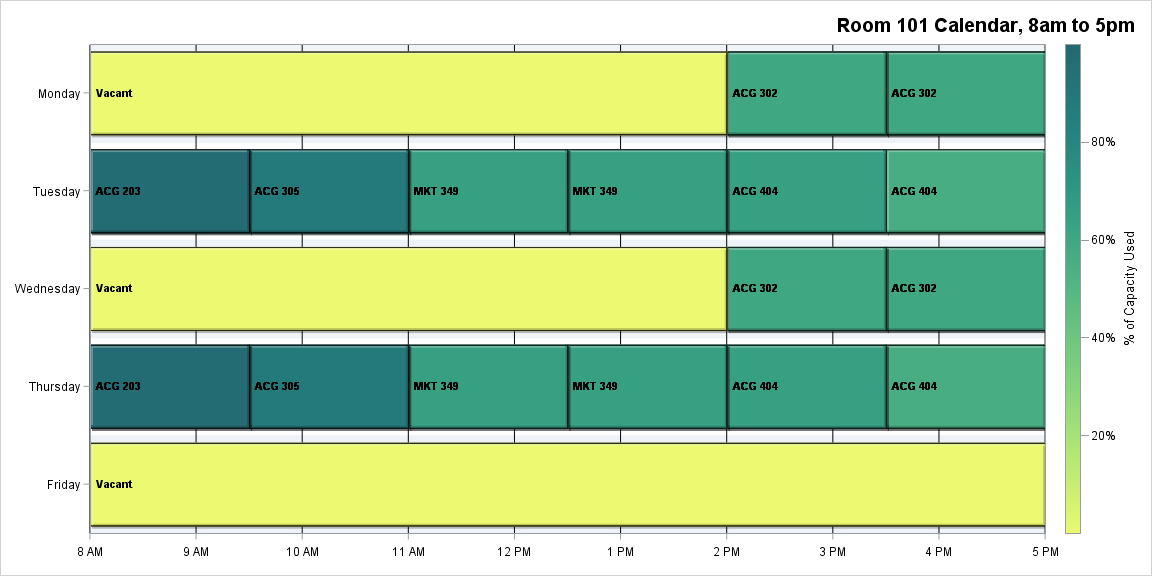 Room 101 Calendar, 8am to 5pm
Monday
Vacant
ACG 302
ACG 302
Tuesday
ACG 203
ACG 305
MKT 349
MKT 349
ACG 404
ACG 404
Wednesday
Vacant
ACG 302
ACG 302
Thursday
ACG 203
ACG 305
MKT 349
MKT 349
ACG 404
ACG 404
Friday
Vacant
8 AM
9 AM
10 AM
11 AM
12 PM
1 PM
2 PM
3 PM
4 PM
5 PM
80%
60%
40%
20%
% of Capacity Used